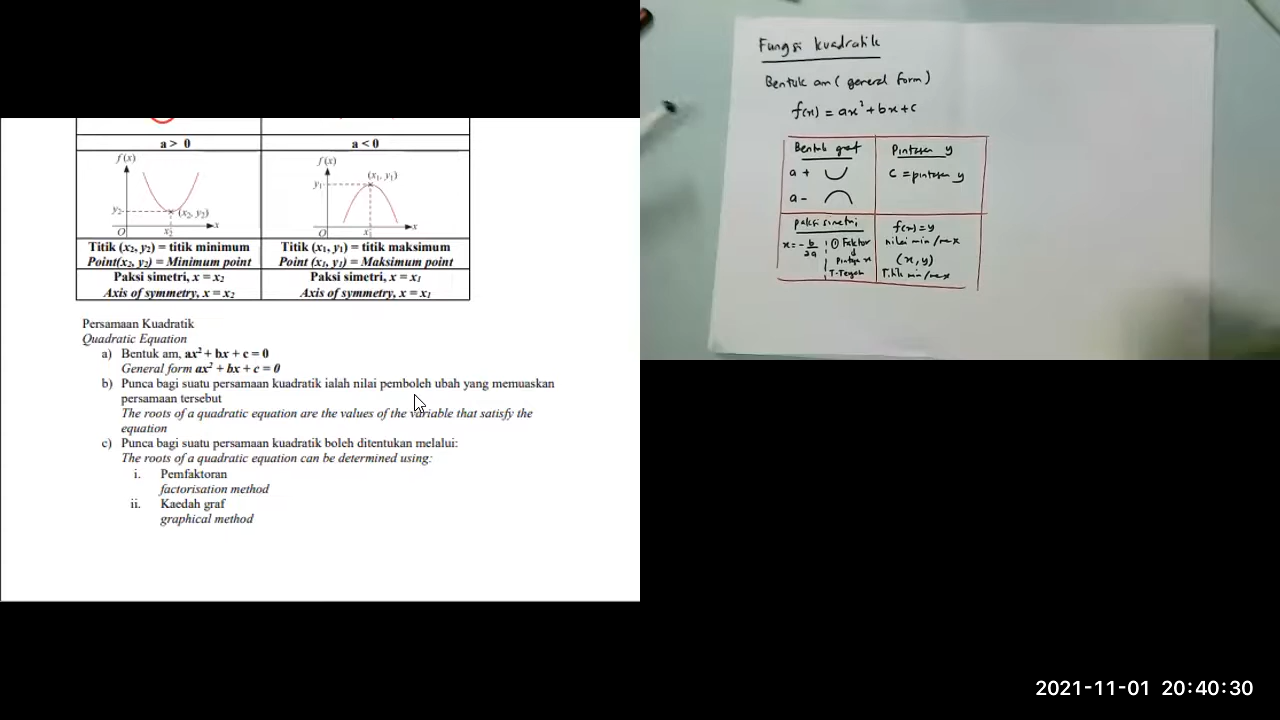 a > 0
a < 0
f(x)
y₂
(x₂, y₂)
O
x₂
x
f(x)
y₁
(x₁, y₁)
O
x₁
x
Titik (x₂, y₂) = titik minimum
Point(x₂, y₂) = Minimum point
Titik (x₁, y₁) = titik maksimum
Point (x₁, y₁) = Maksimum point
Paksi simetri, x = x₂
Axis of symmetry, x = x₂
Paksi simetri, x = x₁
Axis of symmetry, x = x₁
Persamaan Kuadratik
Quadratic Equation
a) Bentuk am, ax² + bx + c = 0
General form ax² + bx + c = 0
b) Punca bagi suatu persamaan kuadratik ialah nilai pemboleh ubah yang memuaskan
persamaan tersebut
The roots of a quadratic equation are the values of the variable that satisfy the
equation
c) Punca bagi suatu persamaan kuadratik boleh ditentukan melalui:
The roots of a quadratic equation can be determined using:
i. Pemfaktoran
factorisation method
ii. Kaedah graf
graphical method
Fungsi kuadratik
Bentuk am (general form)
f(x) = ax² + bx + c
Bentuk graf
a +
a -
Pintasan y
c = pintasan y
paksi simetri
x = - b/2a
① Faktor
Pintasan x
T-Tengah
f(x) = y
nilai min/max
(x, y)
Titik min/max
2021-11-01 20:40:30